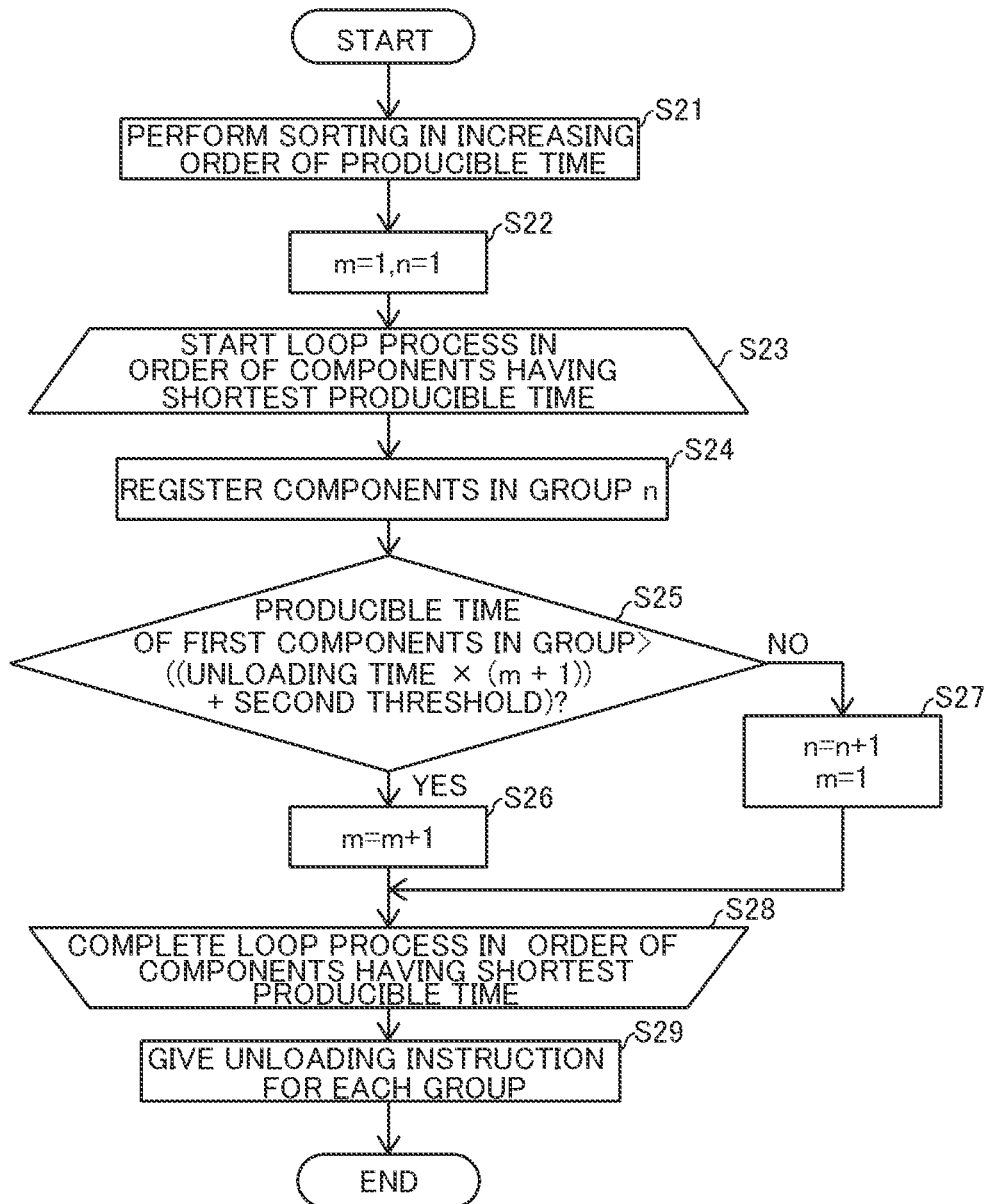 START
S21
PERFORM SORTING IN INCREASING
ORDER OF PRODUCIBLE TIME
S22
m=1,n=1
START LOOP PROCESS IN
ORDER OF COMPONENTS HAVING
SHORTEST PRODUCIBLE TIME
S23
S24
REGISTER COMPONENTS IN GROUP n
S25
PRODUCIBLE TIME
OF FIRST COMPONENTS IN GROUP>
((UNLOADING TIME × (m + 1))
+ SECOND THRESHOLD)?
NO
S27
n=n+1
m=1
YES
S26
m=m+1
S28
COMPLETE LOOP PROCESS IN ORDER OF
COMPONENTS HAVING SHORTEST
PRODUCIBLE TIME
S29
GIVE UNLOADING INSTRUCTION
FOR EACH GROUP
END